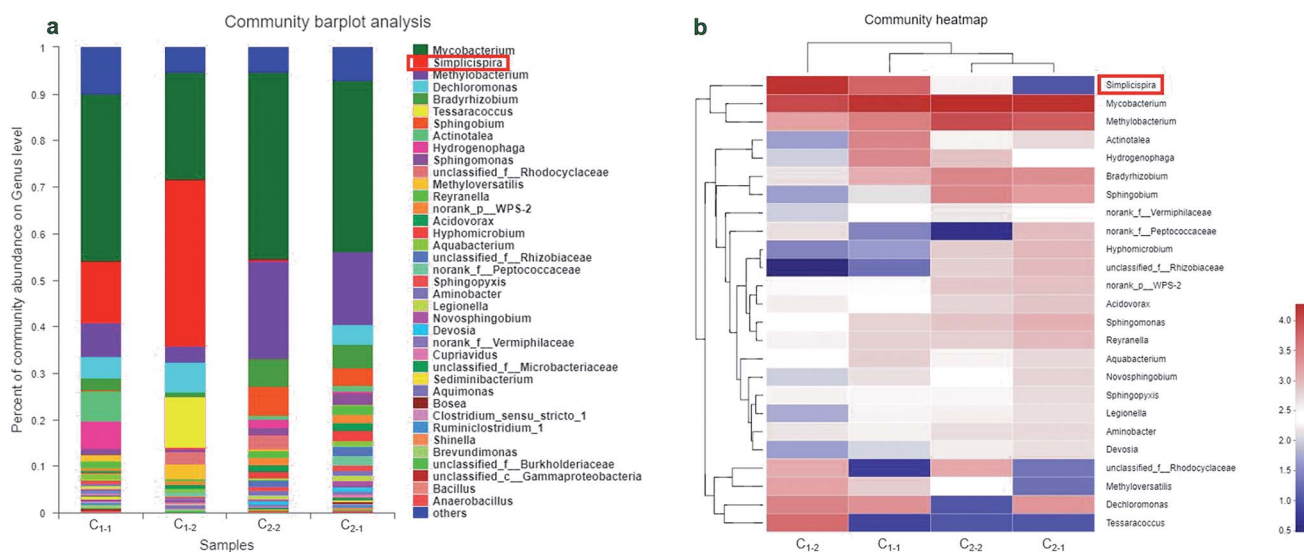 a
Community barplot analysis
Percent of community abundance on Genus level
1
0.9
0.8
0.7
0.6
0.5
0.4
0.3
0.2
0.1
0
C1-1
C1-2
C2-2
C2-1
Samples
Mycobacterium
Simplicispira
Methylobacterium
Dechloromonas
Bradyrhizobium
Tessaracoccus
Sphingobium
Actinotalea
Hydrogenophaga
Sphingomonas
unclassified_f__Rhodocyclaceae
Methyloversatilis
Reyranella
norank_p__WPS-2
Acidovorax
Hyphomicrobium
Aquabacterium
unclassified_f__Rhizobiaceae
norank_f__Peptococcaceae
Sphingopyxis
Aminobacter
Legionella
Novosphingobium
Devosia
norank_f__Vermiphilaceae
Cupriavidus
unclassified_f__Microbacteriaceae
Sediminibacterium
Aquimonas
Bosea
Clostridium_sensu_stricto_1
Ruminiclostridium_1
Shinella
Brevundimonas
unclassified_f__Burkholderiaceae
unclassified_c__Gammaproteobacteria
Bacillus
Anaerobacillus
others
b
Community heatmap
Simplicispira
Mycobacterium
Methylobacterium
Actinotalea
Hydrogenophaga
Bradyrhizobium
Sphingobium
norank_f__Vermiphilaceae
norank_f__Peptococcaceae
Hyphomicrobium
unclassified_f__Rhizobiaceae
norank_p__WPS-2
Acidovorax
Sphingomonas
Reyranella
Aquabacterium
Novosphingobium
Sphingopyxis
Legionella
Aminobacter
Devosia
unclassified_f__Rhodocyclaceae
Methyloversatilis
Dechloromonas
Tessaracoccus
C1-2
C1-1
C2-2
C2-1
4.0
3.5
3.0
2.5
2.0
1.5
1.0
0.5